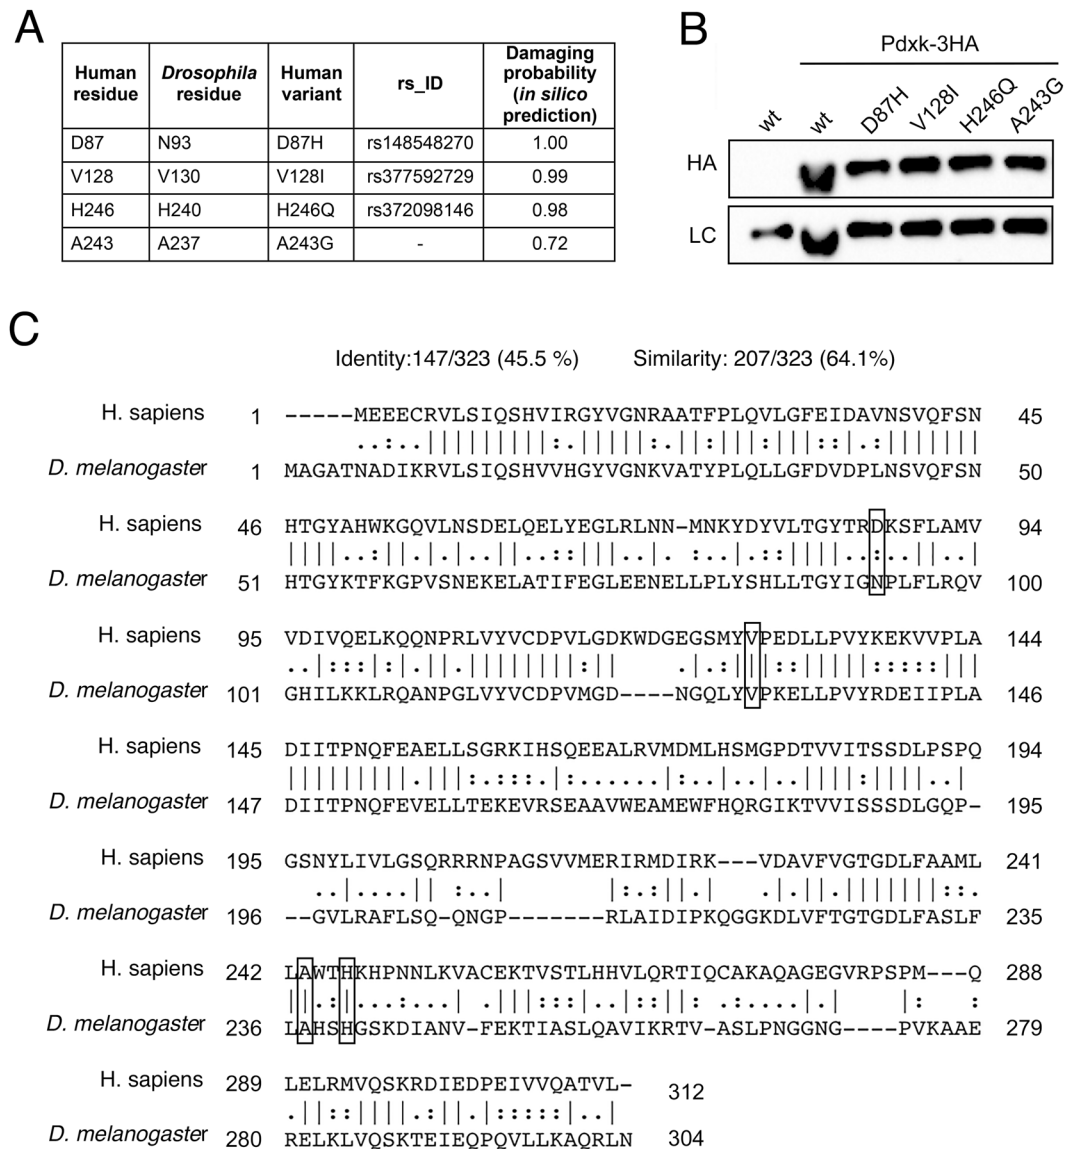 A
Human residue	Drosophila residue	Human variant	rs_ID	Damaging probability (in silico prediction)
D87	N93	D87H	rs148548270	1.00
V128	V130	V128I	rs377592729	0.99
H246	H240	H246Q	rs372098146	0.98
A243	A237	A243G	-	0.72
B
Pdxk-3HA
wt wt D87H V128I H246Q A243G
HA
LC
C
Identity:147/323 (45.5 %) Similarity: 207/323 (64.1%)
H. sapiens 1 -----MEEECRVLSIQSHVIRGYVGNRAATFPLQVLGFEIDAVNSVQFSN 45
..:..|||||||||:.|||||:.||:|||:||||::|.:|||||||
D. melanogaster 1 MAGATNADIKRVLSIQSHVVHGYVGNKVATYPLQLLGFDVDPLNSVQFSN 50
H. sapiens 46 HTGYAHWKGQVLNSDELQELYEGLRLNN-MNKYDYVLTGYTRDKSFLAMV 94
||||..:||.|.|..||..::|||..|. :..|.::||||..:..||..|
D. melanogaster 51 HTGYKTFKGPVSNEKELATIFEGLEENELLPLYSHLLTGYIGNPLFLRQV 100
H. sapiens 95 VDIVQELKQQNPRLVYVCDPVLGDKWDGEGSMYVPEDLLPVYKEKVVPLA 144
..|:::|:|.||.||||||||:|| .|.:||||::|||||:::::|||
D. melanogaster 101 GHILKKLRQANPGLVYVCDPVMGD----NGQLYVPKELLPVYRDEIIPLA 146
H. sapiens 145 DIITPNQFEAELLSGRKIHSQEEALRVMDMLHSMGPDTVVITSSDLPSPQ 194
|||||||||.|||:.:::.|:......|:..|..|..||||:||||..|
D. melanogaster 147 DIITPNQFEVELLTEKEVRSEAAVWEAMEWFHQRGIKTVVISSSDLGQP- 195
H. sapiens 195 GSNYLIVLGSQRRRNPAGSVVMERIRMDIRK---VDAVFVGTGDLFAAML 241
..|....|| :..| |:.:||.| .|.||.||||||||::.
D. melanogaster 196 --GVLRAFLSQ-QNGP-------RLAIDIPKQGGKDLVFTGTGDLFASLF 235
H. sapiens 242 LAWTHKHPNNLKVACEKTVSTLHHVLQRTIQCAKAQAGEGVRPSPM---Q 288
||.:|....:....| .|||:::||..|::||: |.:.....|.| |: :
D. melanogaster 236 LAHSHGSKDIANV-FEKTIASLQAVIKRTV-ASLPNGGNG----PVKAAE 279
H. sapiens 289 LELRMVQSKRDIEDPEIVVQATVL- 312
.||::||||.:||.|:::::|..|
D. melanogaster 280 RELKLVQSKTEIEQPQVLLKAQRLN 304